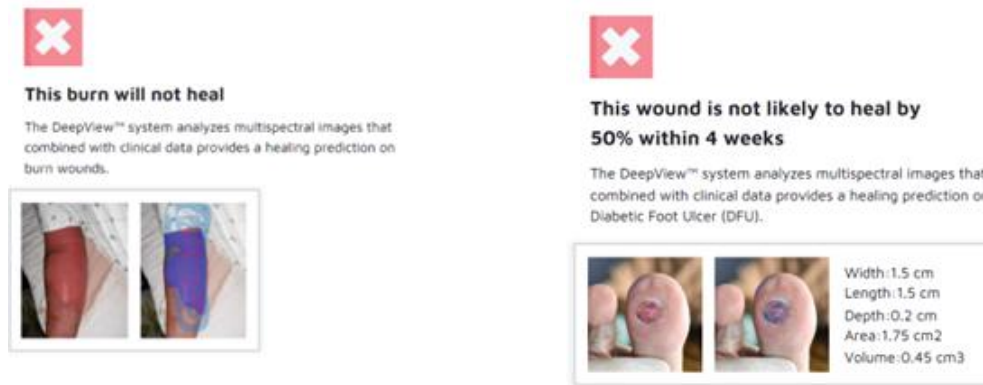 This burn will not heal
The DeepView™ system analyzes multispectral images that
combined with clinical data provides a healing prediction on
burn wounds.
This wound is not likely to heal by
50% within 4 weeks
The DeepView™ system analyzes multispectral images that
combined with clinical data provides a healing prediction
Diabetic Foot Ulcer (DFU).
Width:1.5 cm
Length:1.5 cm
Depth:0.2 cm
Area:1.75 cm2
Volume:0.45 cm3